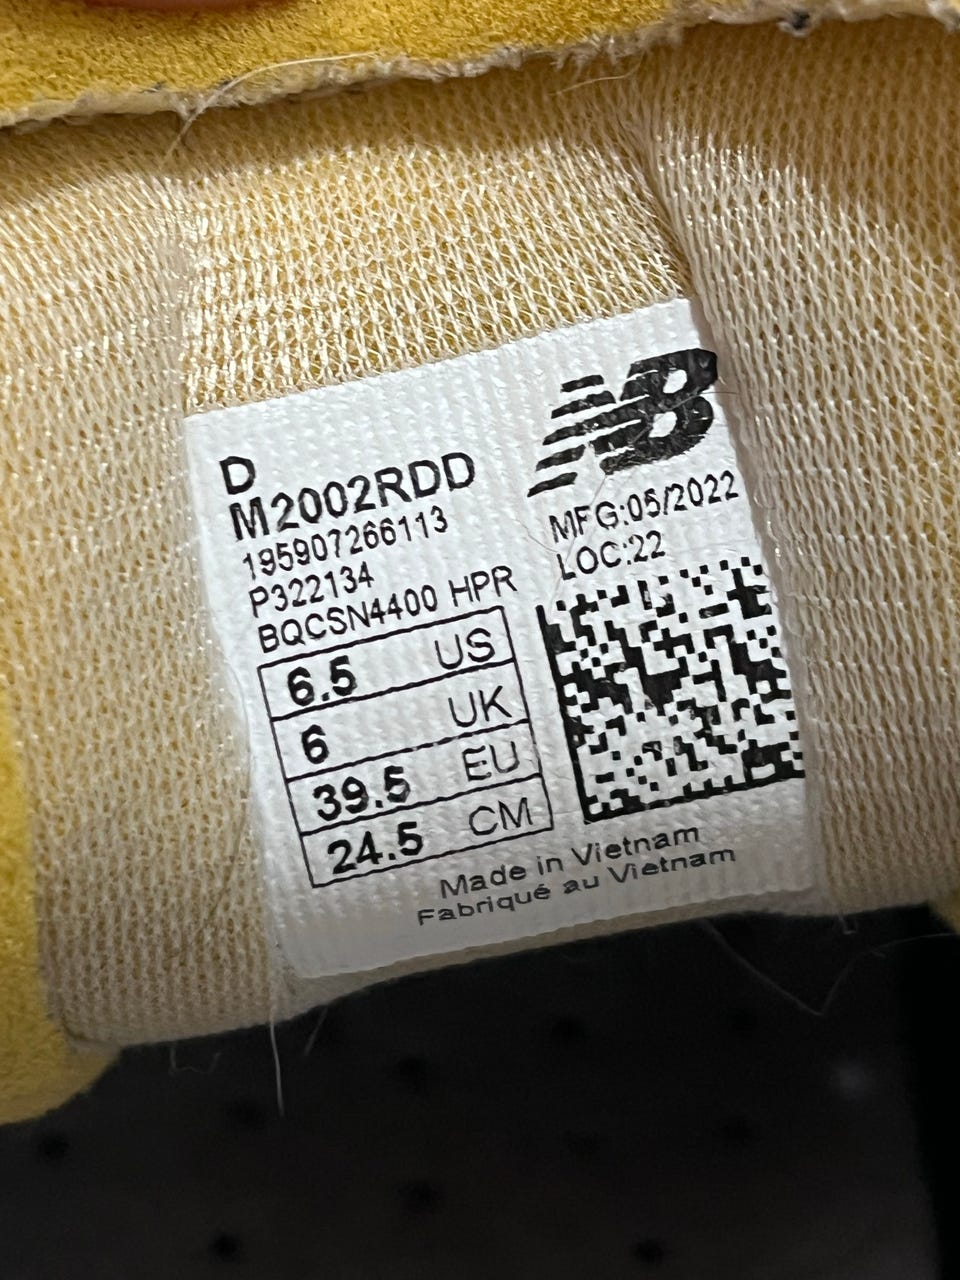 D
M2002RDD
195907266113
P322134
BQCSN4400 HPR
6.5 US
6 UK
39.5 EU
24.5 CM
NB
MFG:05/2022
LOC:22
Made in Vietnam
Fabriqué au Vietnam